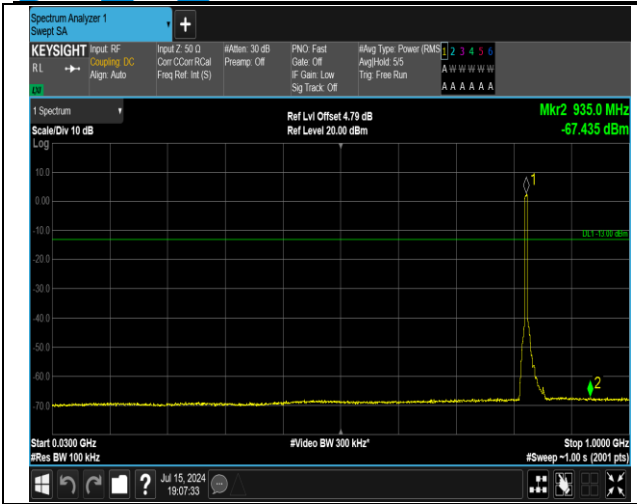 Spectrum Analyzer 1
Swept SA
+
KEYSIGHT
RL
LXI
Input: RF
Coupling: DC
Align: Auto
Input Z: 50 Ω
Corr CCorr RCal
Freq Ref: Int (S)
#Atten: 30 dB
Preamp: Off
PNO: Fast
Gate: Off
IF Gain: Low
Sig Track: Off
#Avg Type: Power (RMS
Avg|Hold: 5/5
Trig: Free Run
1 2 3 4 5 6
A W W W W W
A A A A A A
1 Spectrum
Scale/Div 10 dB
Log
Ref Lvl Offset 4.79 dB
Ref Level 20.00 dBm
Mkr2 935.0 MHz
-67.435 dBm
10.0
0.00
-10.0
-20.0
-30.0
-40.0
-50.0
-60.0
-70.0
1
DL1 -13.00 dBm
2
Start 0.0300 GHz
#Res BW 100 kHz
#Video BW 300 kHz*
Stop 1.0000 GHz
#Sweep ~1.00 s (2001 pts)
?
Jul 15, 2024
19:07:33